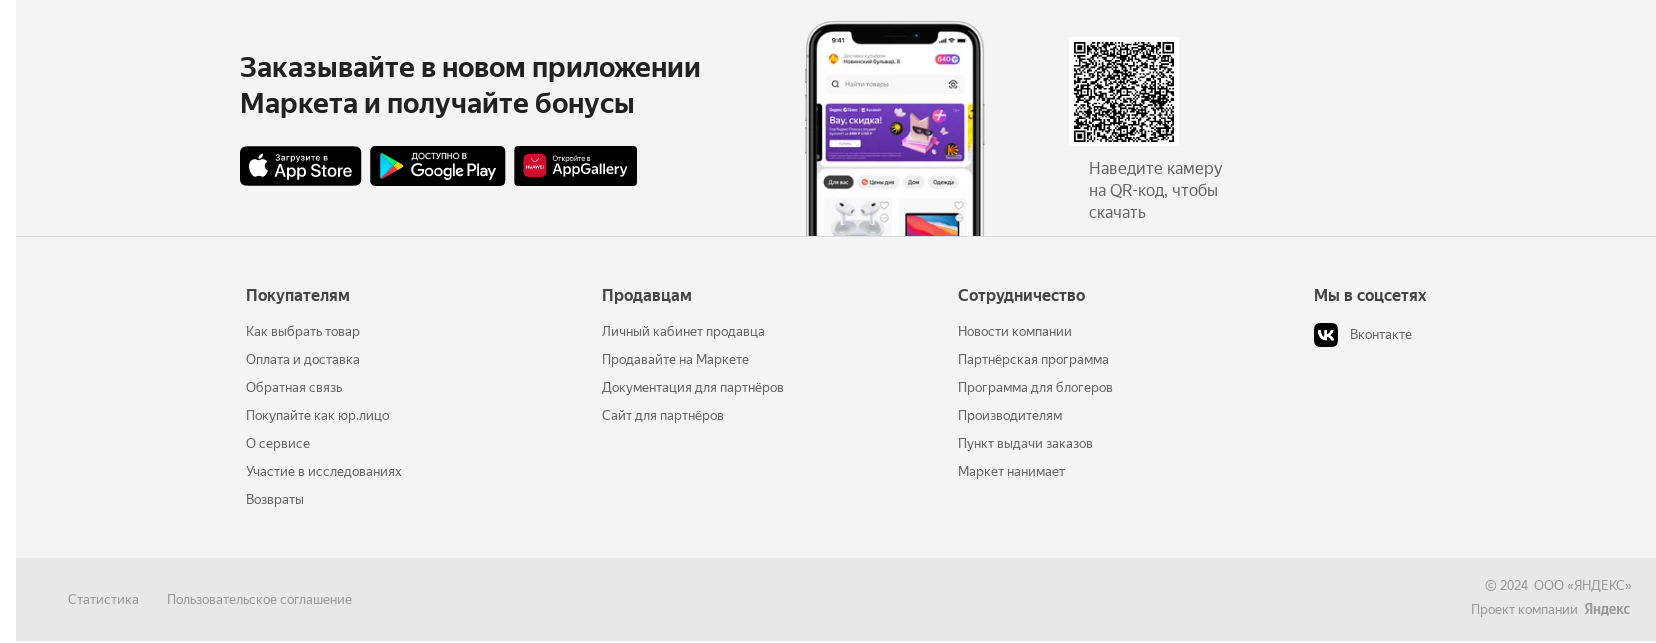 Заказывайте в новом приложении
Маркета и получайте бонусы
Загрузите в
App Store
ДОСТУПНО В
Google Play
HUAWEI
Откройте в
AppGallery
9:41
Доставка курьером
Новинский бульвар, 8
640
Найти товары
Вау, скидка!
Для вас
Цены дня
Дом
Одежда
Наведите камеру
на QR-код, чтобы
скачать
Покупателям
Как выбрать товар
Оплата и доставка
Обратная связь
Покупайте как юр.лицо
О сервисе
Участие в исследованиях
Возвраты
Продавцам
Личный кабинет продавца
Продавайте на Маркете
Документация для партнёров
Сайт для партнёров
Сотрудничество
Новости компании
Партнёрская программа
Программа для блогеров
Производителям
Пункт выдачи заказов
Маркет нанимает
Мы в соцсетях
Вконтакте
Статистика
Пользовательское соглашение
© 2024 ООО «ЯНДЕКС»
Проект компании Яндекс